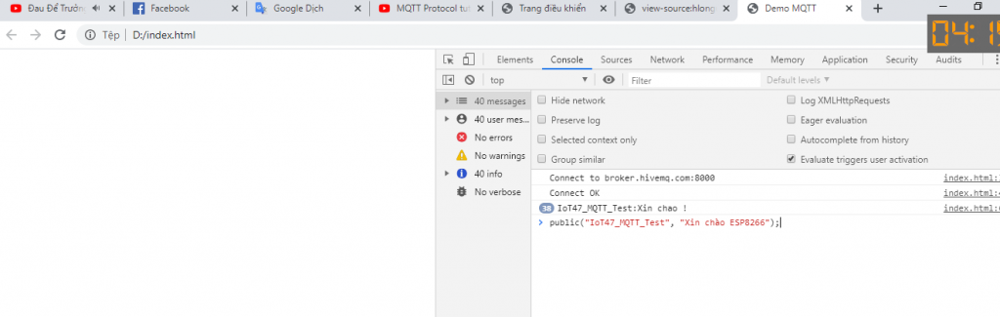 Đau Để Trưởn
Facebook
Google Dịch
MQTT Protocol tut
Trang điều khiển
view-source:hlong
Demo MQTT
04:15
Tệp | D:/index.html
Elements Console Sources Network Performance Memory Application Security Audits
top Filter Default levels
40 messages
40 user mes...
No errors
No warnings
40 info
No verbose
Hide network
Log XMLHttpRequests
Preserve log
Eager evaluation
Selected context only
Autocomplete from history
Group similar
Evaluate triggers user activation
Connect to broker.hivemq.com:8000 index.html:
Connect OK index.html:
38 IoT47_MQTT_Test:Xin chao ! index.html:
public("IoT47_MQTT_Test", "Xin chào ESP8266");